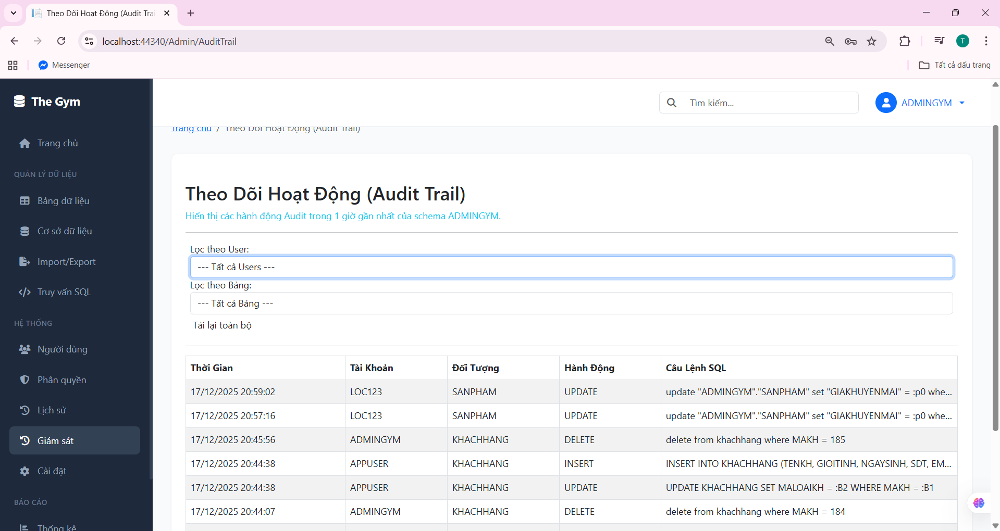 Theo Dõi Hoạt Động (Audit Trai
localhost:44340/Admin/AuditTrail
T
Messenger
Tất cả dấu trang
The Gym
Tìm kiếm...
ADMINGYM
Trang chủ / Theo Dõi Hoạt Động (Audit Trail)
Trang chủ
QUẢN LÝ DỮ LIỆU
Bảng dữ liệu
Cơ sở dữ liệu
Import/Export
Truy vấn SQL
HỆ THỐNG
Người dùng
Phân quyền
Lịch sử
Giám sát
Cài đặt
BÁO CÁO
Thống kê
Theo Dõi Hoạt Động (Audit Trail)
Hiển thị các hành động Audit trong 1 giờ gần nhất của schema ADMINGYM.
Lọc theo User:
--- Tất cả Users ---
Lọc theo Bảng:
--- Tất cả Bảng ---
Tải lại toàn bộ
Thời Gian Tài Khoản Đối Tượng Hành Động Câu Lệnh SQL
17/12/2025 20:59:02 LOC123 SANPHAM UPDATE update "ADMINGYM"."SANPHAM" set "GIAKHUYENMAI" = :p0 whe...
17/12/2025 20:57:16 LOC123 SANPHAM UPDATE update "ADMINGYM"."SANPHAM" set "GIAKHUYENMAI" = :p0 whe...
17/12/2025 20:45:56 ADMINGYM KHACHHANG DELETE delete from khachhang where MAKH = 185
17/12/2025 20:44:38 APPUSER KHACHHANG INSERT INSERT INTO KHACHHANG (TENKH, GIOITINH, NGAYSINH, SDT, EM...
17/12/2025 20:44:38 APPUSER KHACHHANG UPDATE UPDATE KHACHHANG SET MALOAIKH = :B2 WHERE MAKH = :B1
17/12/2025 20:44:07 ADMINGYM KHACHHANG DELETE delete from khachhang where MAKH = 184